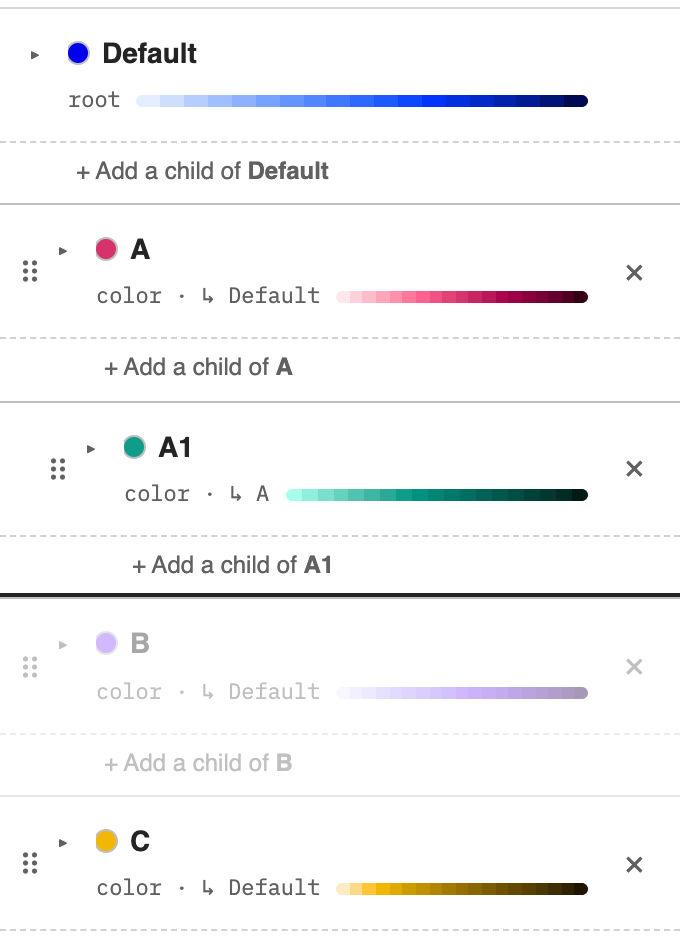 Default
root
+ Add a child of Default
A
color · ↳ Default
+ Add a child of A
A1
color · ↳ A
+ Add a child of A1
B
color · ↳ Default
+ Add a child of B
C
color · ↳ Default